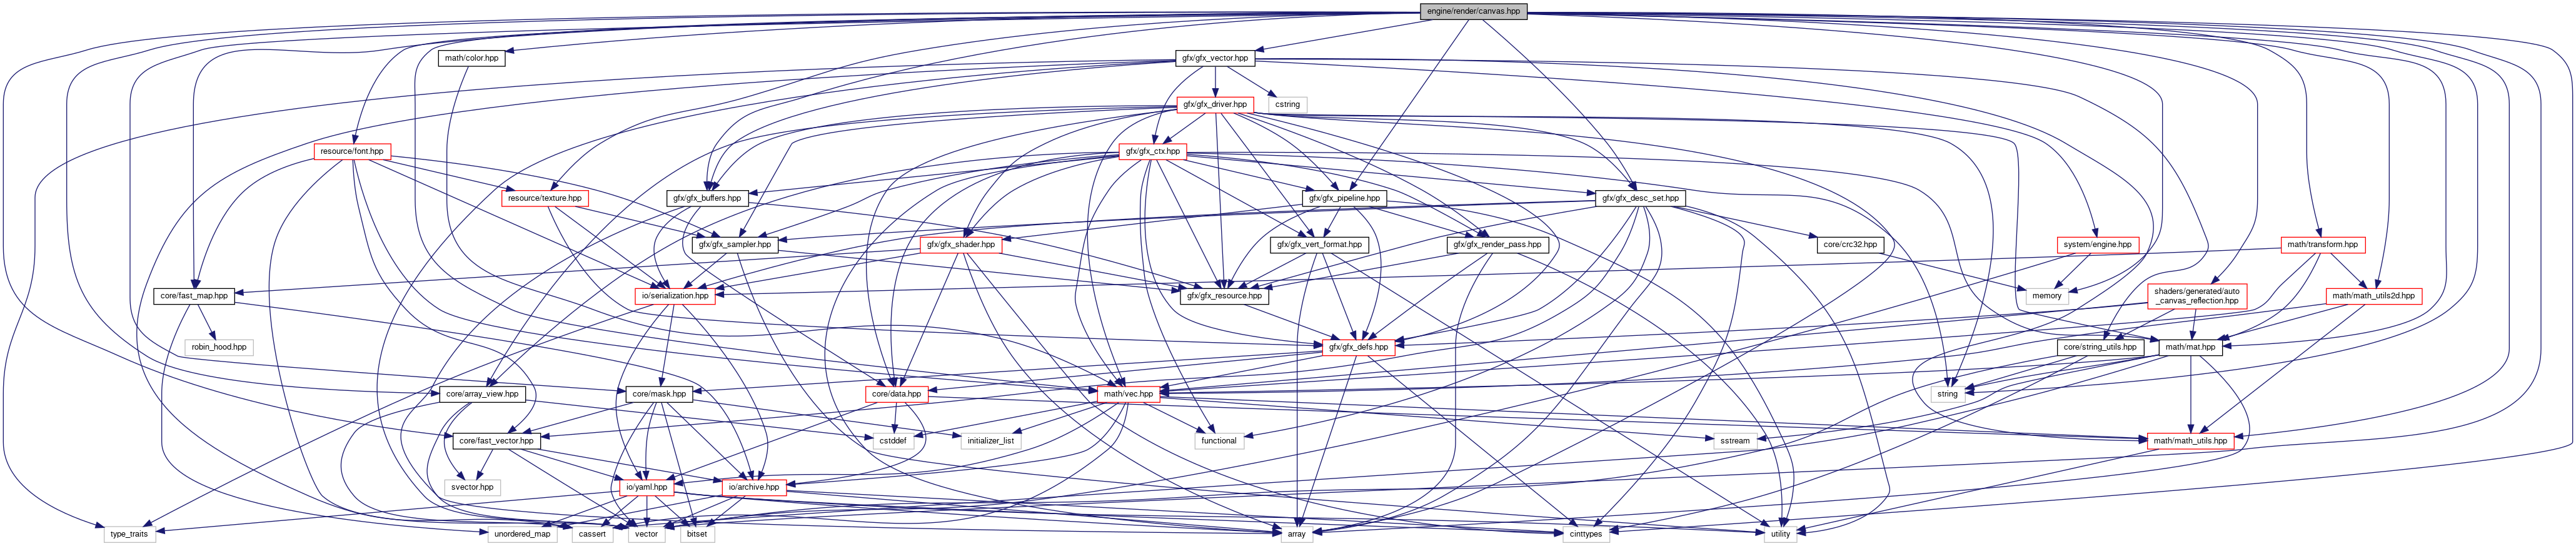 engine/render/canvas.hpp
math/color.hpp
gfx/gfx_vector.hpp
gfx/gfx_driver.hpp
cstring
resource/font.hpp
gfx/gfx_ctx.hpp
resource/texture.hpp
gfx/gfx_buffers.hpp
gfx/gfx_pipeline.hpp
gfx/gfx_desc_set.hpp
gfx/gfx_sampler.hpp
gfx/gfx_shader.hpp
gfx/gfx_vert_format.hpp
gfx/gfx_render_pass.hpp
core/crc32.hpp
system/engine.hpp
math/transform.hpp
core/fast_map.hpp
io/serialization.hpp
gfx/gfx_resource.hpp
memory
shaders/generated/auto
_canvas_reflection.hpp
math/math_utils2d.hpp
robin_hood.hpp
gfx/gfx_defs.hpp
core/string_utils.hpp
math/mat.hpp
core/array_view.hpp
core/mask.hpp
core/data.hpp
math/vec.hpp
string
core/fast_vector.hpp
cstddef
initializer_list
functional
sstream
math/math_utils.hpp
svector.hpp
io/yaml.hpp
io/archive.hpp
type_traits
unordered_map
cassert
vector
bitset
array
cinttypes
utility